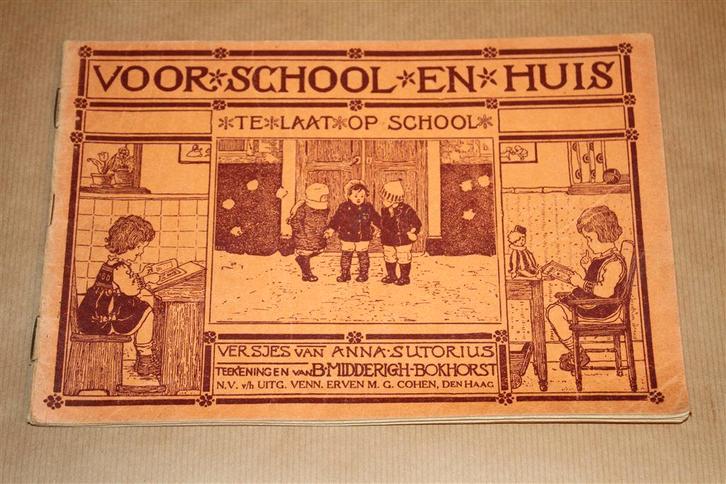 VOOR*SCHOOL*EN*HUIS
*TE*LAAT*OP SCHOOL*
VERSJES van ANNA·SUTORIUS
TEEKENINGEN van B·MIDDERIGH-BOKHORST
N.V. v/h UITG. VENN. ERVEN M. G. COHEN, DEN HAAG